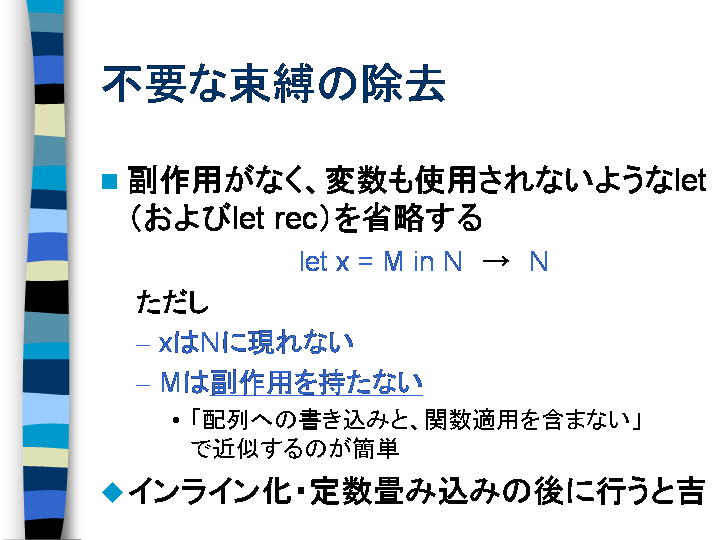 不要な束縛の除去
■ 副作用がなく、変数も使用されないようなlet
（およびlet rec）を省略する
let x = M in N → N
ただし
– xはNに現れない
– Mは副作用を持たない
• 「配列への書き込みと、関数適用を含まない」
で近似するのが簡単
◆ インライン化・定数畳み込みの後に行うと吉